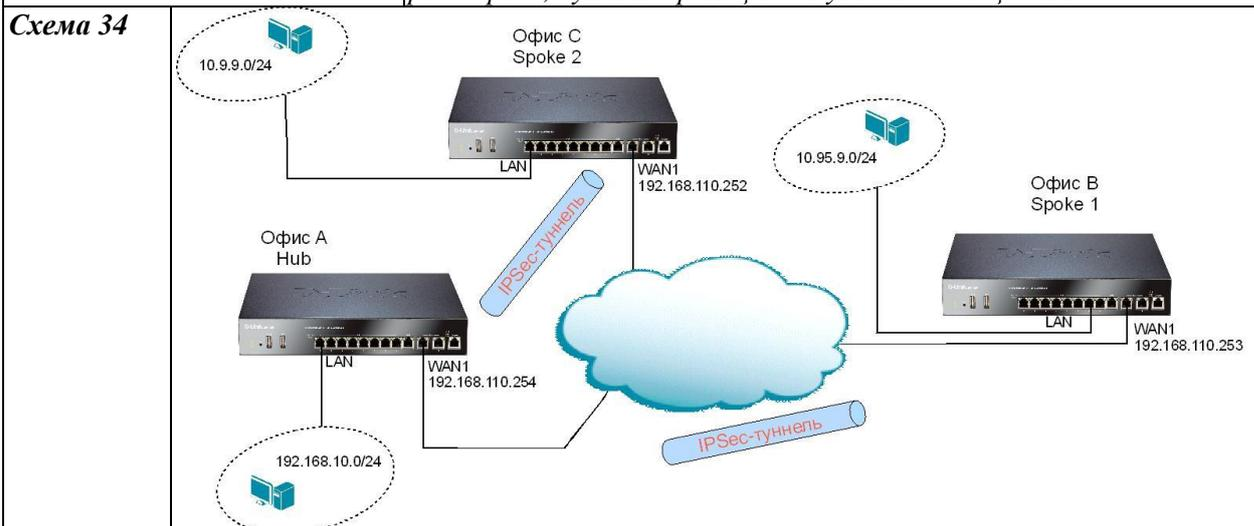 Схема 34
10.9.9.0/24
Офис C
Spoke 2
LAN
WAN1
192.168.110.252
10.95.9.0/24
Офис B
Spoke 1
LAN
WAN1
192.168.110.253
IPSec-туннель
Офис A
Hub
LAN
WAN1
192.168.110.254
192.168.10.0/24
IPSec-туннель